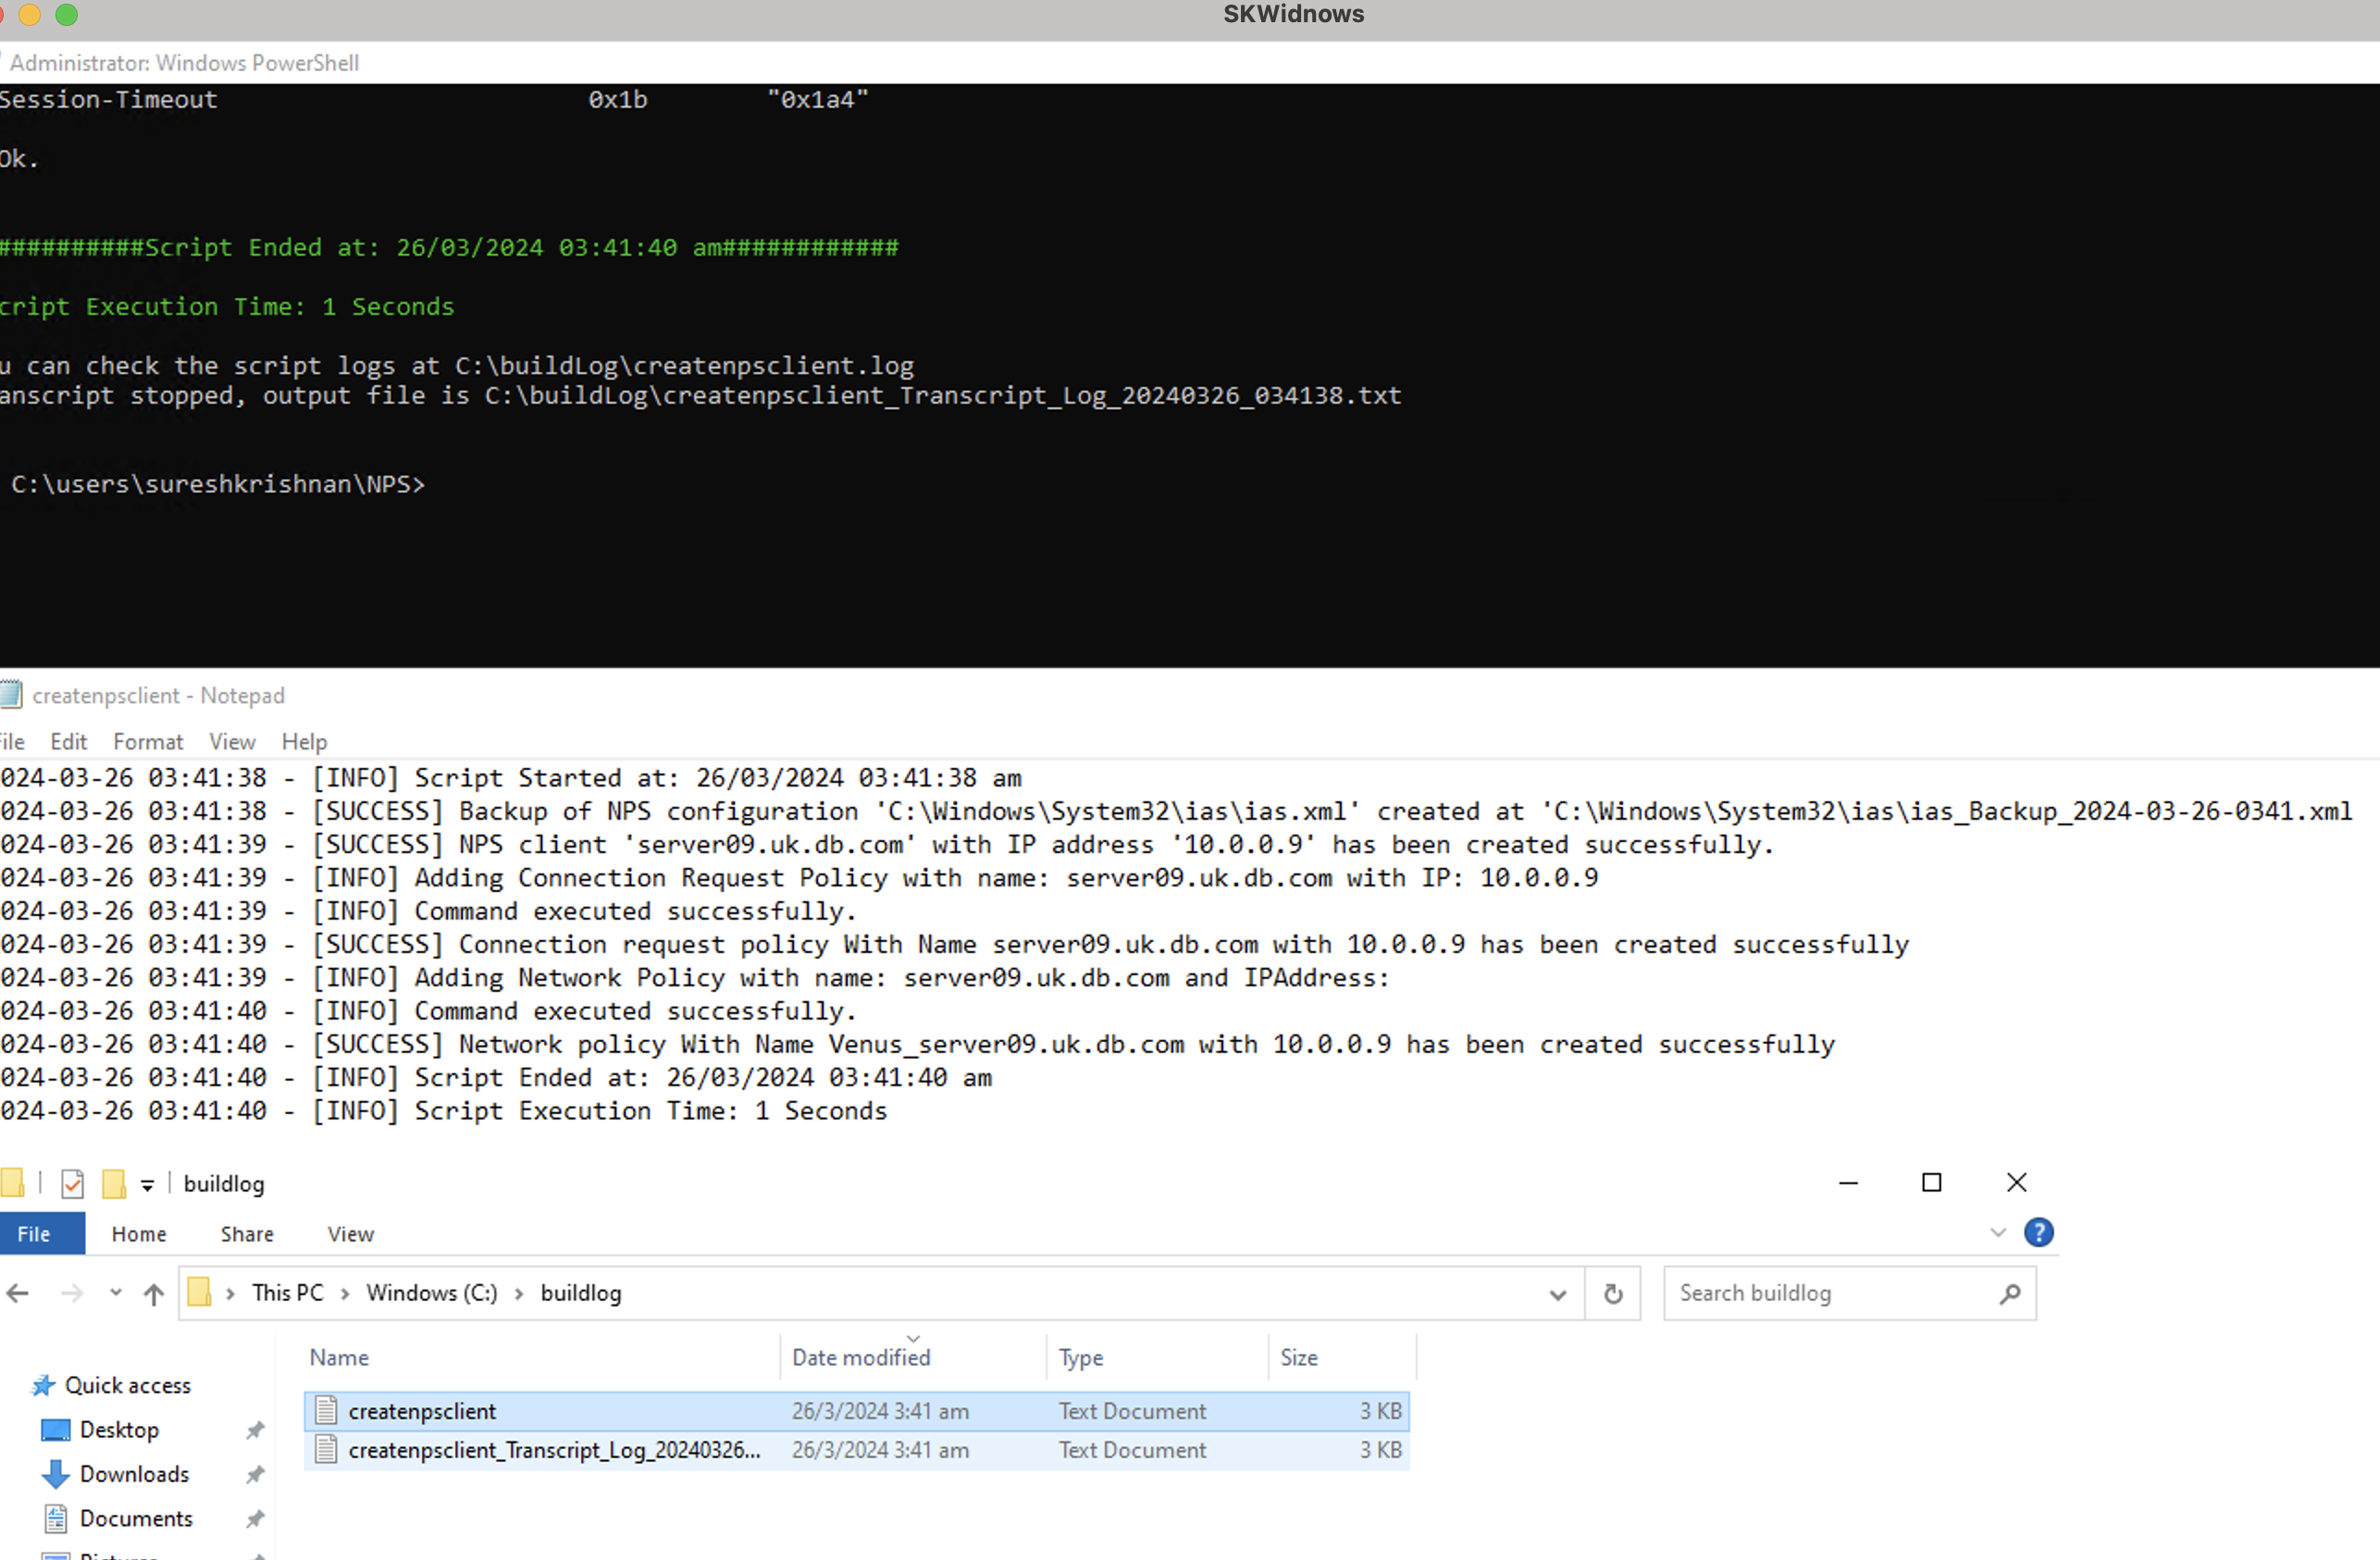 SKWidnows
Administrator: Windows PowerShell
Session-Timeout 0x1b "0x1a4"
Ok.
##########Script Ended at: 26/03/2024 03:41:40 am############
cript Execution Time: 1 Seconds
u can check the script logs at C:\buildLog\createnpsclient.log
anscript stopped, output file is C:\buildLog\createnpsclient_Transcript_Log_20240326_034138.txt
C:\users\sureshkrishnan\NPS>
createnpsclient - Notepad
File Edit Format View Help
024-03-26 03:41:38 - [INFO] Script Started at: 26/03/2024 03:41:38 am
024-03-26 03:41:38 - [SUCCESS] Backup of NPS configuration 'C:\Windows\System32\ias\ias.xml' created at 'C:\Windows\System32\ias\ias_Backup_2024-03-26-0341.xml
024-03-26 03:41:39 - [SUCCESS] NPS client 'server09.uk.db.com' with IP address '10.0.0.9' has been created successfully.
024-03-26 03:41:39 - [INFO] Adding Connection Request Policy with name: server09.uk.db.com with IP: 10.0.0.9
024-03-26 03:41:39 - [INFO] Command executed successfully.
024-03-26 03:41:39 - [SUCCESS] Connection request policy With Name server09.uk.db.com with 10.0.0.9 has been created successfully
024-03-26 03:41:39 - [INFO] Adding Network Policy with name: server09.uk.db.com and IPAddress:
024-03-26 03:41:40 - [INFO] Command executed successfully.
024-03-26 03:41:40 - [SUCCESS] Network policy With Name Venus_server09.uk.db.com with 10.0.0.9 has been created successfully
024-03-26 03:41:40 - [INFO] Script Ended at: 26/03/2024 03:41:40 am
024-03-26 03:41:40 - [INFO] Script Execution Time: 1 Seconds
buildlog
File Home Share View
This PC > Windows (C:) > buildlog
Search buildlog
Name Date modified Type Size
Quick access
createnpsclient 26/3/2024 3:41 am Text Document 3 KB
Desktop
createnpsclient_Transcript_Log_20240326... 26/3/2024 3:41 am Text Document 3 KB
Downloads
Documents
Pictures